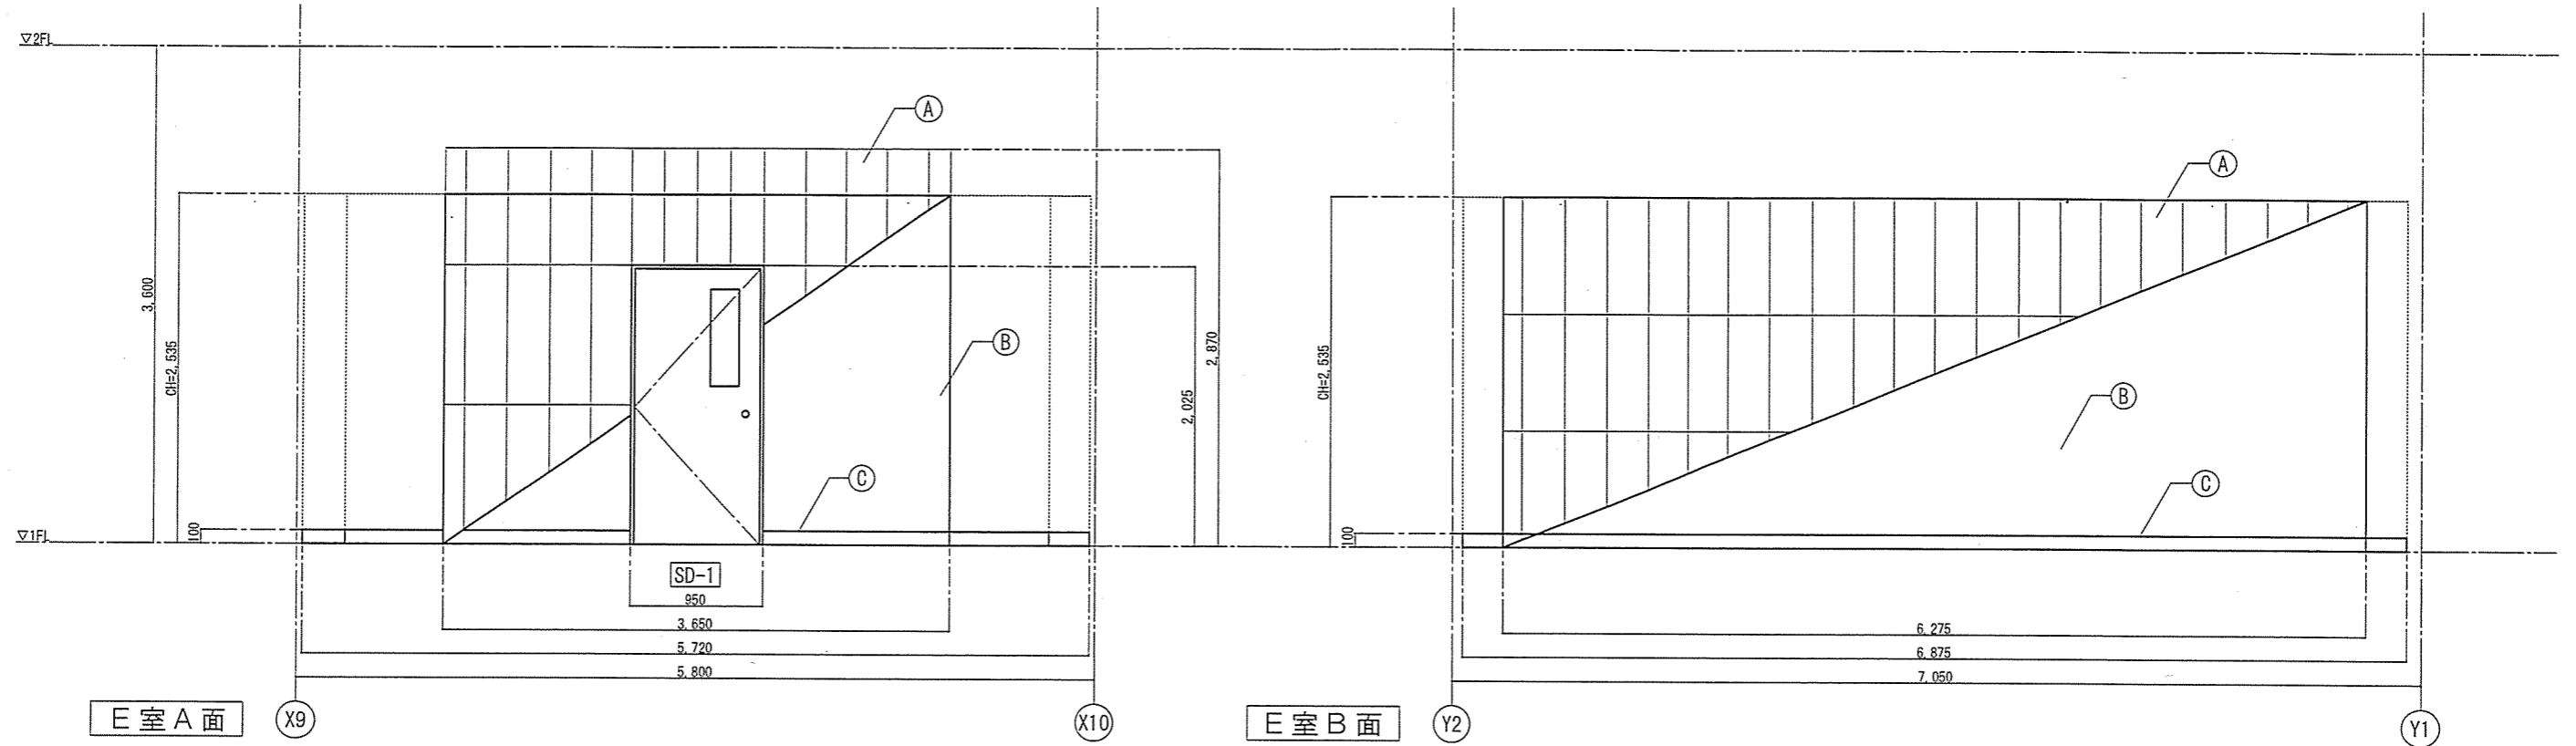 ▽2FL
A
A
3,600
CH=2,535
B
2,870
2,025
CH=2,535
B
C
C
100
▽1FL
100
SD-1
950
3,650
5,720
5,800
6,275
6,875
7,050
E室A面
X9
X10
E室B面
Y2
Y1